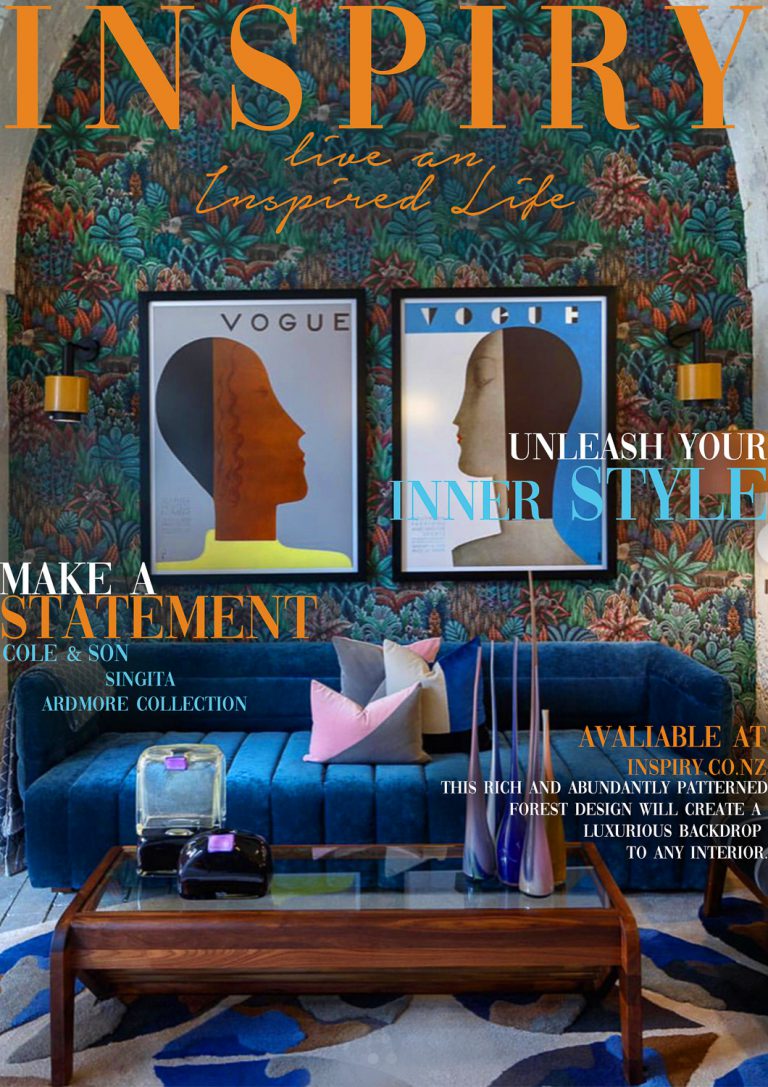 INSPIRY
live an
Inspired Life
VOGUE
VOGUE
UNLEASH YOUR
INNER STYLE
MAKE A
STATEMENT
COLE & SON
SINGITA
ARDMORE COLLECTION
AVALIABLE AT
INSPIRY.CO.NZ
THIS RICH AND ABUNDANTLY PATTERNED
FOREST DESIGN WILL CREATE A
LUXURIOUS BACKDROP
TO ANY INTERIOR.